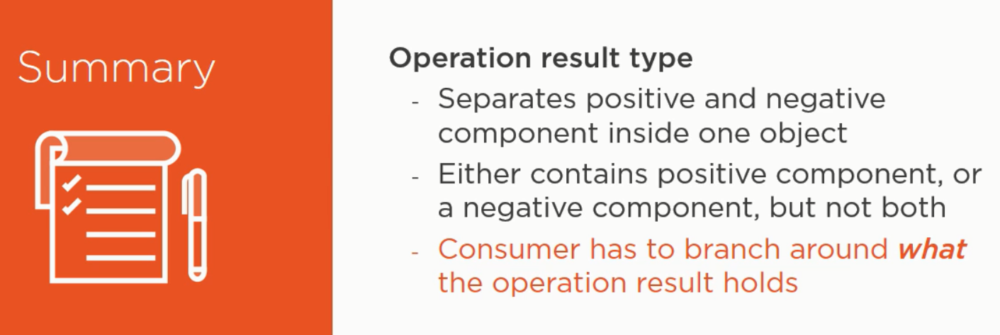 Summary
Operation result type
- Separates positive and negative
component inside one object
- Either contains positive component, or
a negative component, but not both
- Consumer has to branch around what
the operation result holds